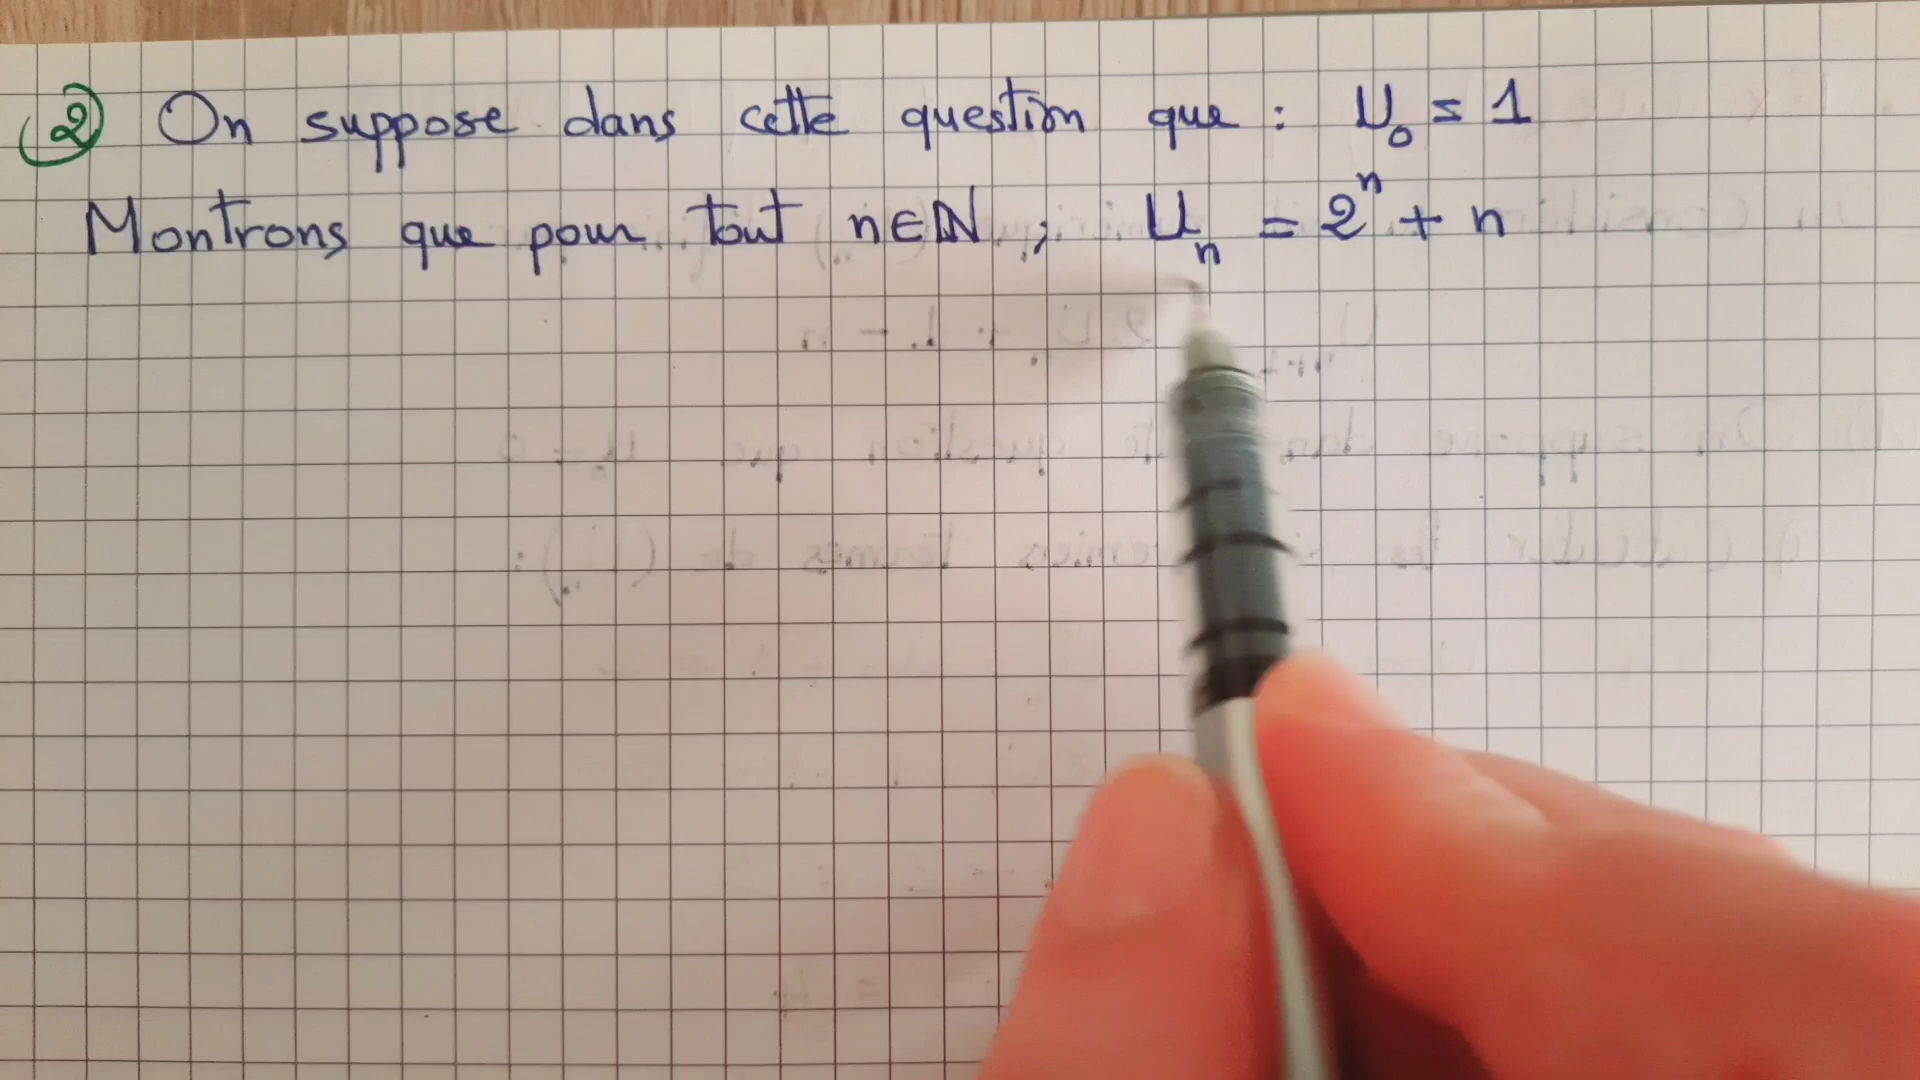 ② On suppose dans cette question que : U₀ = 1
Montrons que pour tout n∈ℕ ; Uₙ = 2ⁿ + n